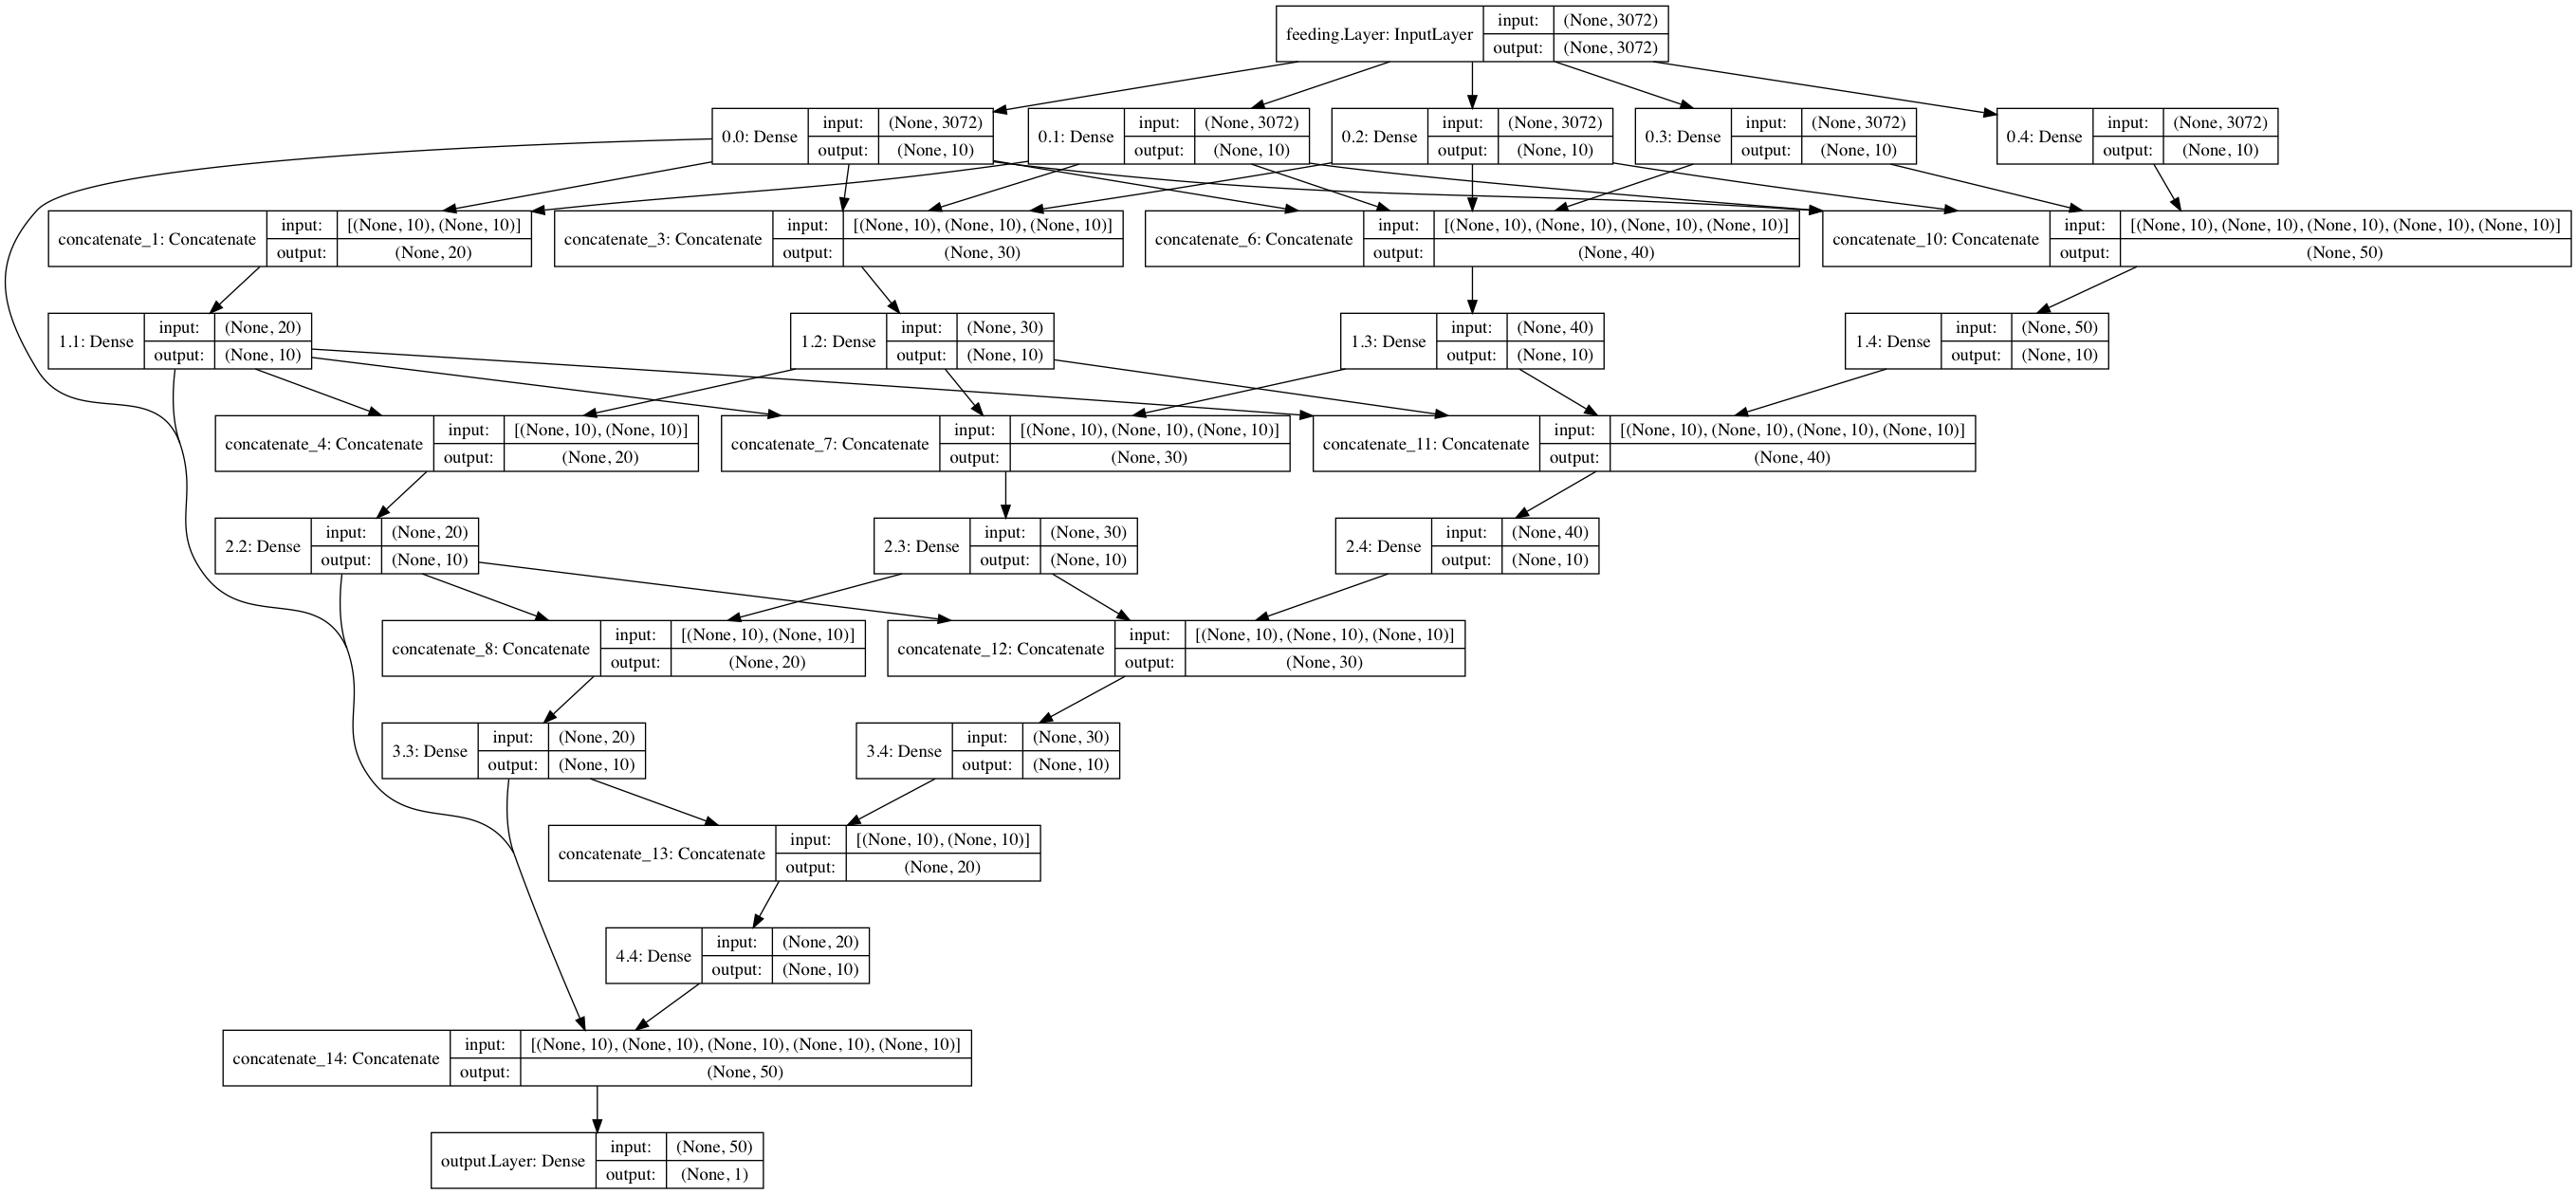 feeding.Layer: InputLayer
input: (None, 3072)
output: (None, 3072)
0.0: Dense
input: (None, 3072)
output: (None, 10)
0.1: Dense
input: (None, 3072)
output: (None, 10)
0.2: Dense
input: (None, 3072)
output: (None, 10)
0.3: Dense
input: (None, 3072)
output: (None, 10)
0.4: Dense
input: (None, 3072)
output: (None, 10)
concatenate_1: Concatenate
input: [(None, 10), (None, 10)]
output: (None, 20)
concatenate_3: Concatenate
input: [(None, 10), (None, 10), (None, 10)]
output: (None, 30)
concatenate_6: Concatenate
input: [(None, 10), (None, 10), (None, 10), (None, 10)]
output: (None, 40)
concatenate_10: Concatenate
input: [(None, 10), (None, 10), (None, 10), (None, 10), (None, 10)]
output: (None, 50)
1.1: Dense
input: (None, 20)
output: (None, 10)
1.2: Dense
input: (None, 30)
output: (None, 10)
1.3: Dense
input: (None, 40)
output: (None, 10)
1.4: Dense
input: (None, 50)
output: (None, 10)
concatenate_4: Concatenate
input: [(None, 10), (None, 10)]
output: (None, 20)
concatenate_7: Concatenate
input: [(None, 10), (None, 10), (None, 10)]
output: (None, 30)
concatenate_11: Concatenate
input: [(None, 10), (None, 10), (None, 10), (None, 10)]
output: (None, 40)
2.2: Dense
input: (None, 20)
output: (None, 10)
2.3: Dense
input: (None, 30)
output: (None, 10)
2.4: Dense
input: (None, 40)
output: (None, 10)
concatenate_8: Concatenate
input: [(None, 10), (None, 10)]
output: (None, 20)
concatenate_12: Concatenate
input: [(None, 10), (None, 10), (None, 10)]
output: (None, 30)
3.3: Dense
input: (None, 20)
output: (None, 10)
3.4: Dense
input: (None, 30)
output: (None, 10)
concatenate_13: Concatenate
input: [(None, 10), (None, 10)]
output: (None, 20)
4.4: Dense
input: (None, 20)
output: (None, 10)
concatenate_14: Concatenate
input: [(None, 10), (None, 10), (None, 10), (None, 10), (None, 10)]
output: (None, 50)
output.Layer: Dense
input: (None, 50)
output: (None, 1)